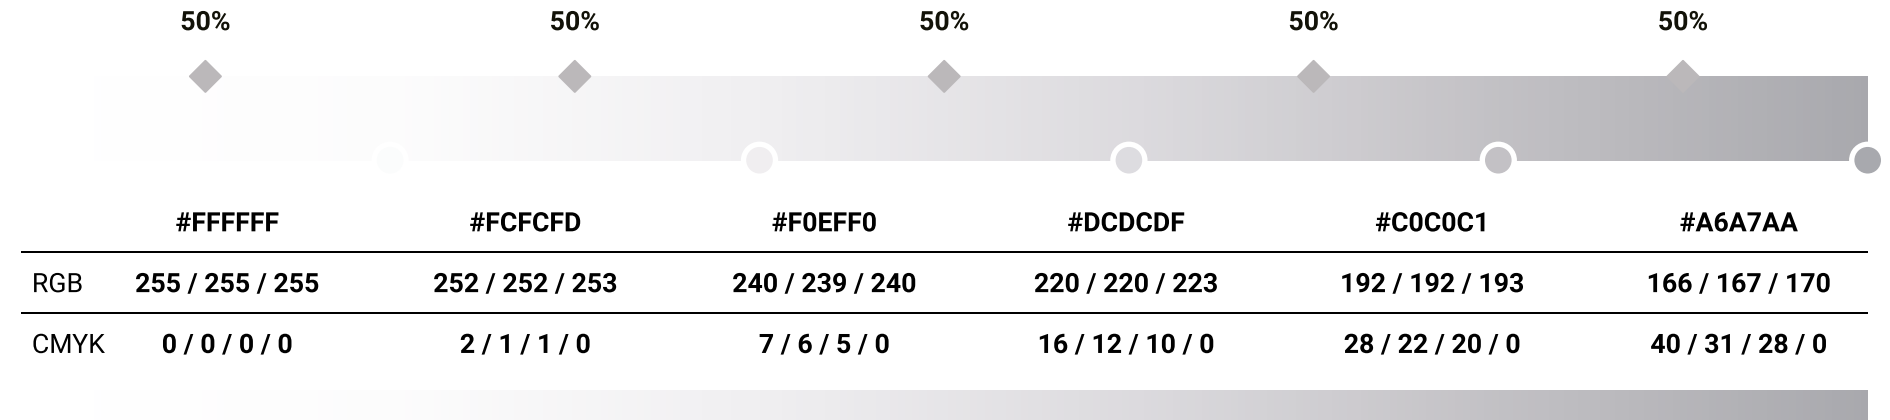 50% 50% 50% 50% 50%
#FFFFFF #FCFCFD #F0EFF0 #DCDCDF #C0C0C1 #A6A7AA
RGB 255 / 255 / 255 252 / 252 / 253 240 / 239 / 240 220 / 220 / 223 192 / 192 / 193 166 / 167 / 170
CMYK 0 / 0 / 0 / 0 2 / 1 / 1 / 0 7 / 6 / 5 / 0 16 / 12 / 10 / 0 28 / 22 / 20 / 0 40 / 31 / 28 / 0